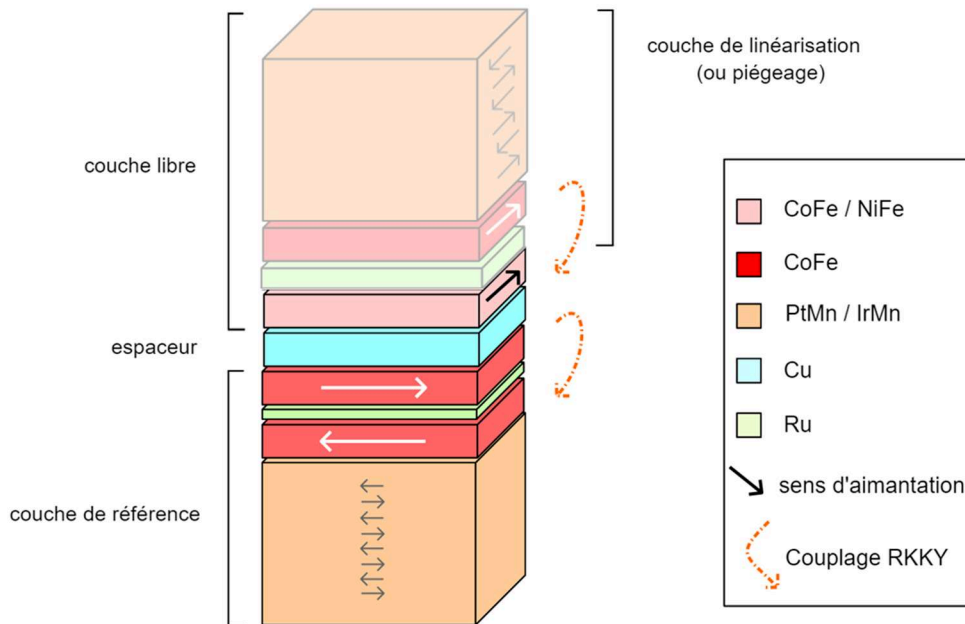 couche de linéarisation
(ou piégeage)
couche libre
espaceur
couche de référence
CoFe / NiFe
CoFe
PtMn / IrMn
Cu
Ru
sens d'aimantation
Couplage RKKY